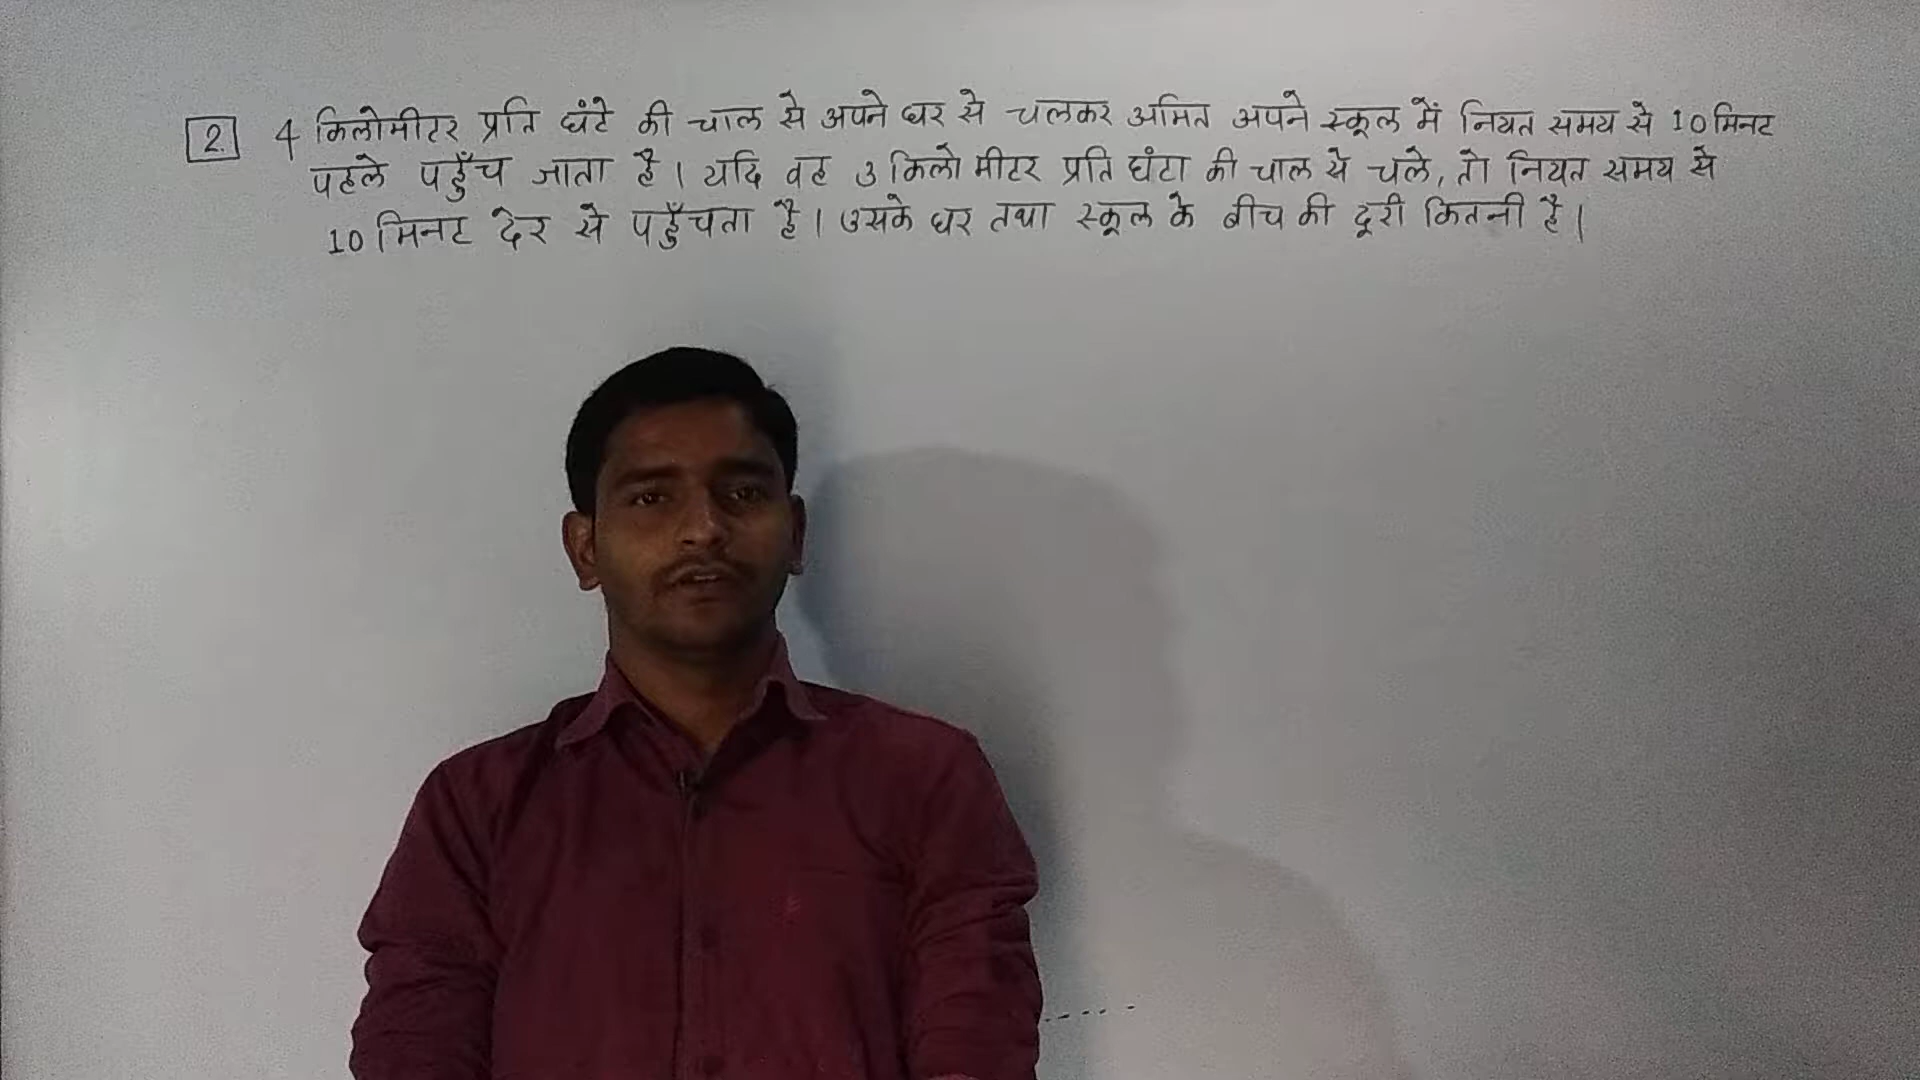 2. 4 किलोमीटर प्रति घंटे की चाल से अपने घर से चलकर अमित अपने स्कूल में नियत समय से 10 मिनट
पहले पहुँच जाता है। यदि वह 3 किलो मीटर प्रति घंटा की चाल से चले, तो नियत समय से
10 मिनट देर से पहुँचता है। उसके घर तथा स्कूल के बीच की दूरी कितनी है।